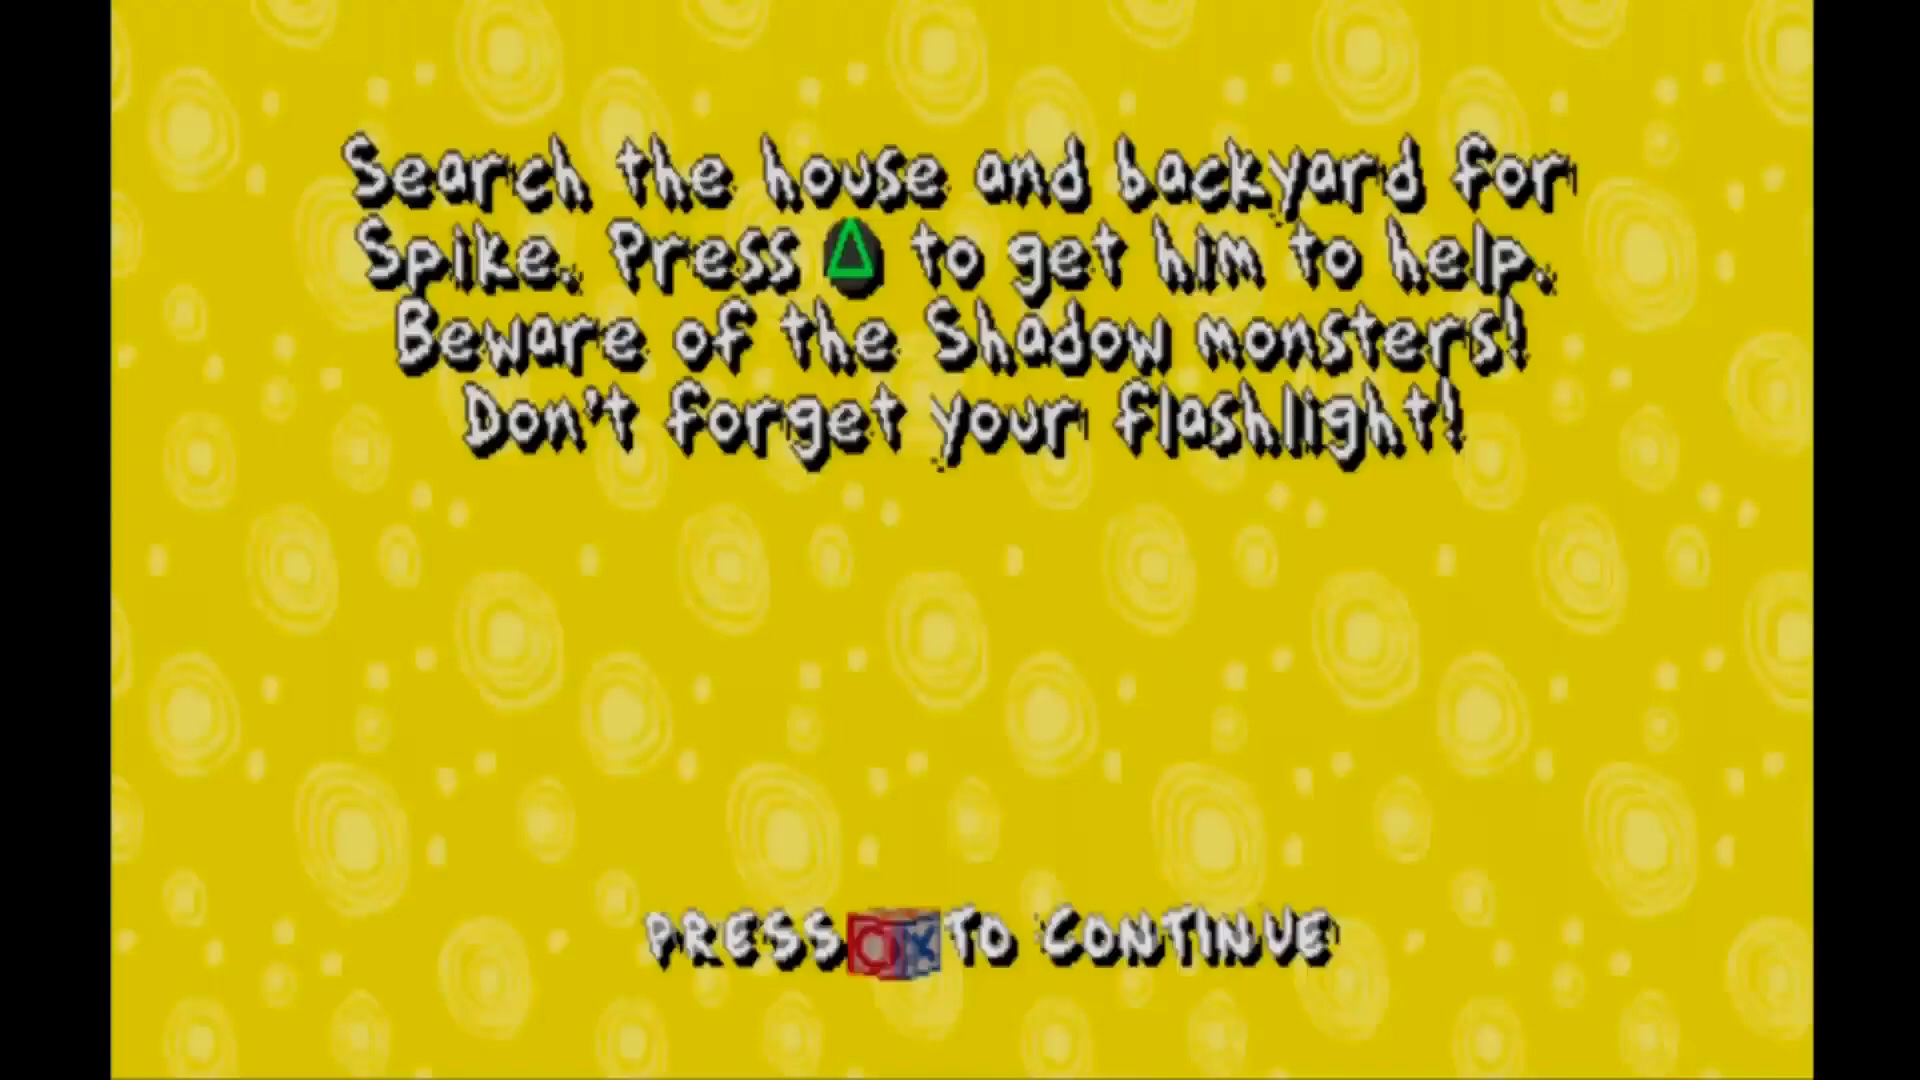 Search the house and backyard for
Spike. Press △ to get him to help.
Beware of the Shadow monsters!
Don't forget your flashlight!
PRESS O X TO CONTINUE